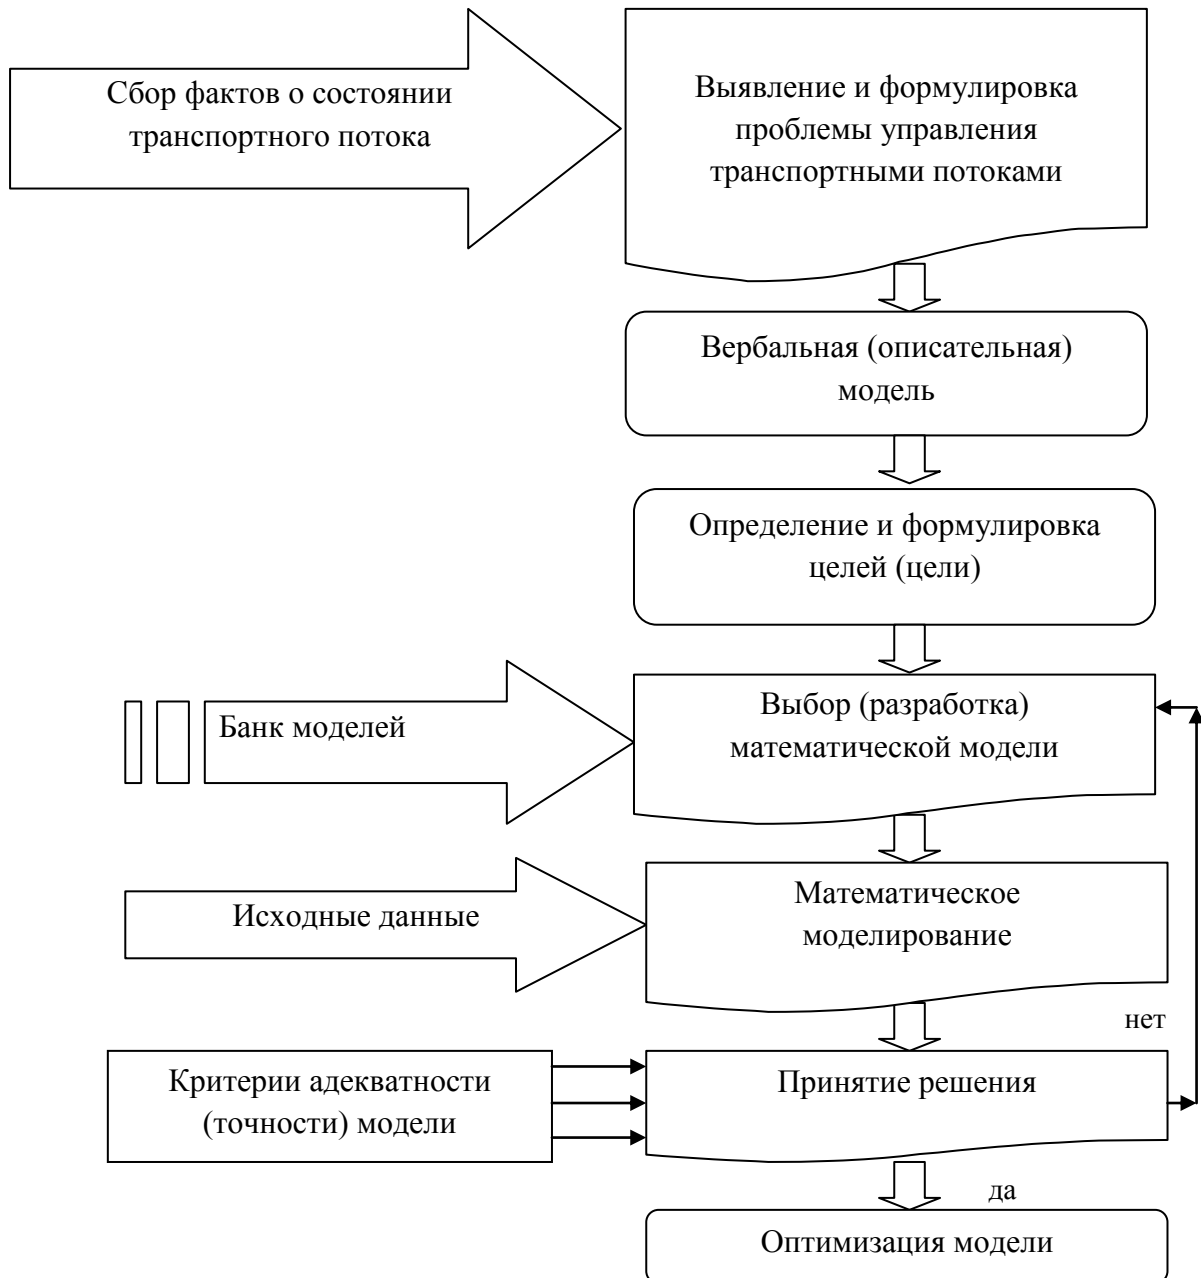 Сбор фактов о состоянии
транспортного потока
Выявление и формулировка
проблемы управления
транспортными потоками
Вербальная (описательная)
модель
Определение и формулировка
целей (цели)
Банк моделей
Выбор (разработка)
математической модели
Исходные данные
Математическое
моделирование
нет
Критерии адекватности
(точности) модели
Принятие решения
да
Оптимизация модели